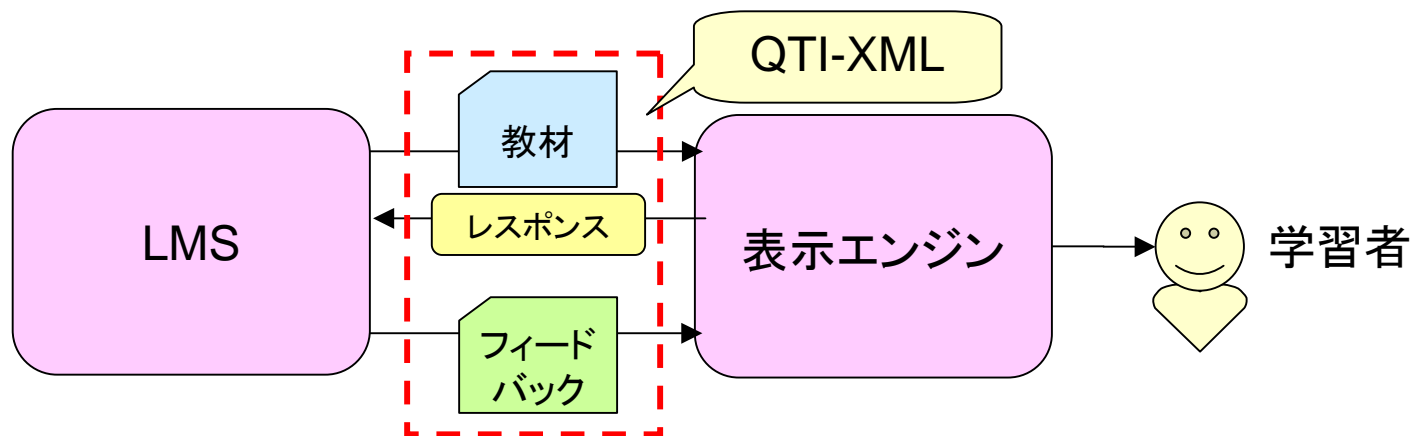 QTI-XML
教材
LMS
レスポンス
表示エンジン
学習者
フィード
バック